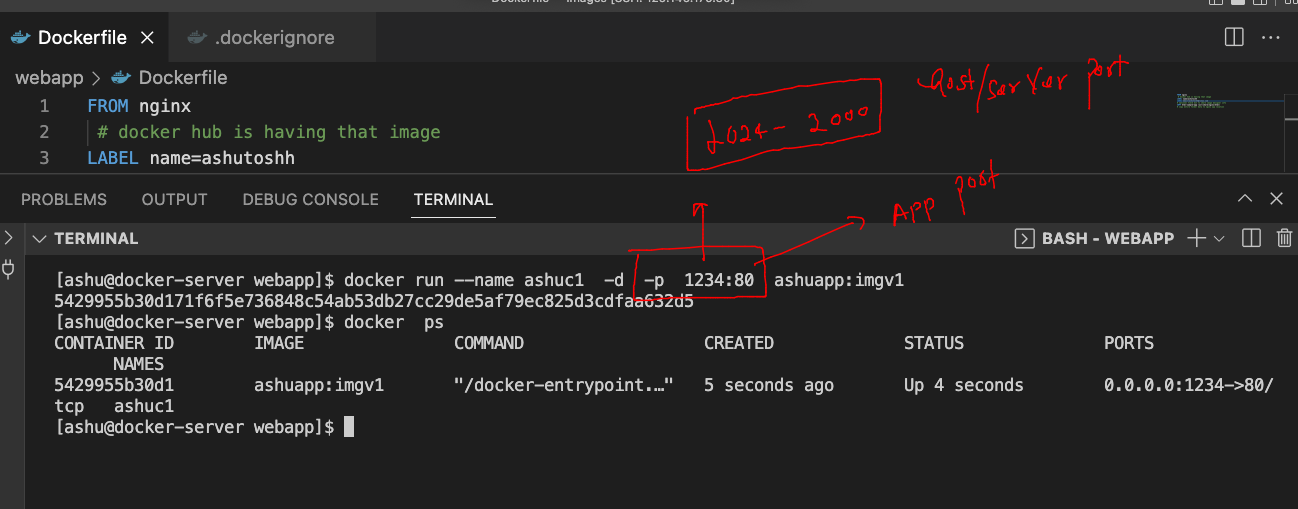 Dockerfile
.dockerignore
webapp > Dockerfile
1 FROM nginx
2 # docker hub is having that image
3 LABEL name=ashutoshh
Host/server port
1024- 2000
App port
PROBLEMS OUTPUT DEBUG CONSOLE TERMINAL
TERMINAL
BASH - WEBAPP
[ashu@docker-server webapp]$ docker run --name ashuc1  -d  -p  1234:80  ashuapp:imgv1
5429955b30d171f6f5e736848c54ab53db27cc29de5af79ec825d3cdfaa632d5
[ashu@docker-server webapp]$ docker  ps
CONTAINER ID IMAGE COMMAND CREATED STATUS PORTS
NAMES
5429955b30d1 ashuapp:imgv1 "/docker-entrypoint.…" 5 seconds ago Up 4 seconds 0.0.0.0:1234->80/
tcp ashuc1
[ashu@docker-server webapp]$